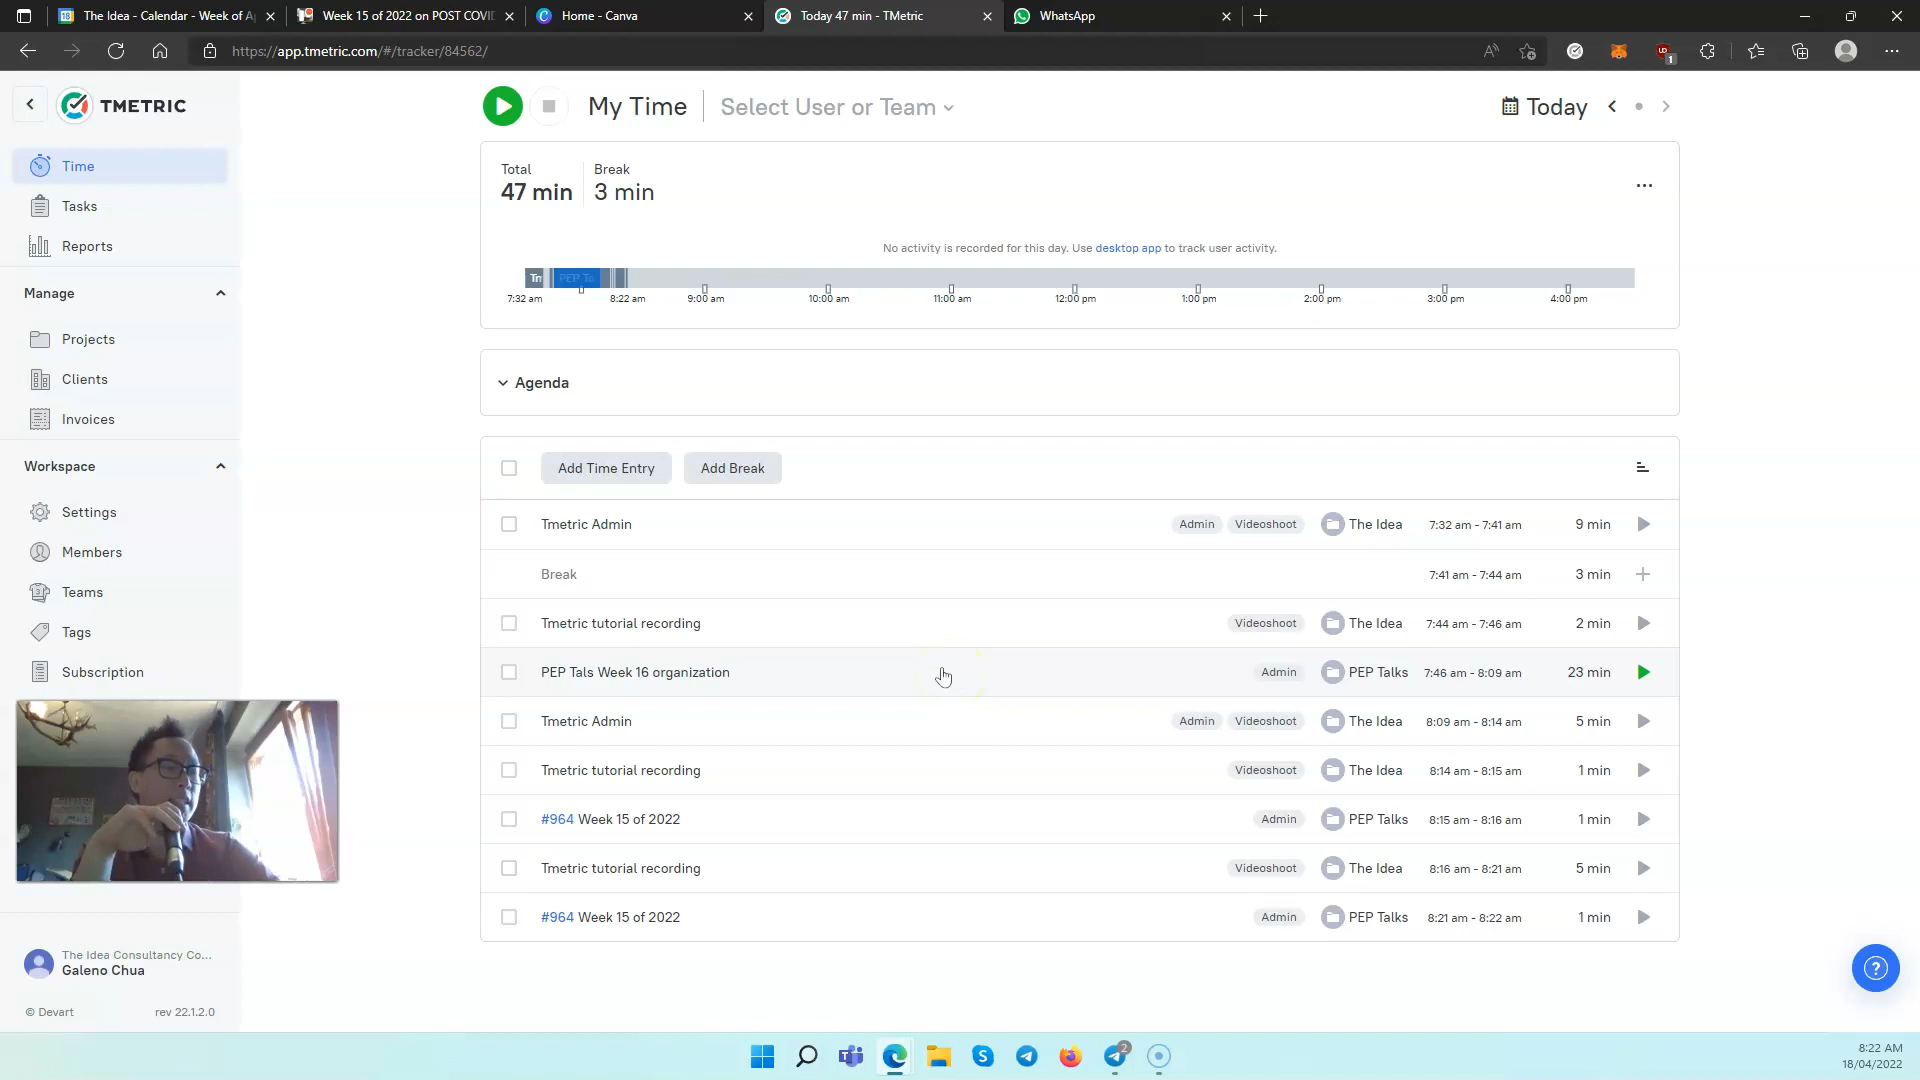 The Idea - Calendar - Week of A
Week 15 of 2022 on POST COVI
Home - Canva
Today 47 min - TMetric
WhatsApp
https://app.tmetric.com/#/tracker/84562/
TMETRIC
My Time
Select User or Team
Today
Time
Tasks
Reports
Manage
Projects
Clients
Invoices
Workspace
Settings
Members
Teams
Tags
Subscription
The Idea Consultancy Co...
Galeno Chua
© Devart
rev 22.1.2.0
Total
47 min
Break
3 min
No activity is recorded for this day. Use desktop app to track user activity.
PEP Ta
7:32 am 8:22 am 9:00 am 10:00 am 11:00 am 12:00 pm 1:00 pm 2:00 pm 3:00 pm 4:00 pm
Agenda
Add Time Entry Add Break
Tmetric Admin Admin Videoshoot The Idea 7:32 am - 7:41 am 9 min
Break 7:41 am - 7:44 am 3 min
Tmetric tutorial recording Videoshoot The Idea 7:44 am - 7:46 am 2 min
PEP Tals Week 16 organization Admin PEP Talks 7:46 am - 8:09 am 23 min
Tmetric Admin Admin Videoshoot The Idea 8:09 am - 8:14 am 5 min
Tmetric tutorial recording Videoshoot The Idea 8:14 am - 8:15 am 1 min
#964 Week 15 of 2022 Admin PEP Talks 8:15 am - 8:16 am 1 min
Tmetric tutorial recording Videoshoot The Idea 8:16 am - 8:21 am 5 min
#964 Week 15 of 2022 Admin PEP Talks 8:21 am - 8:22 am 1 min
2
8:22 AM
18/04/2022